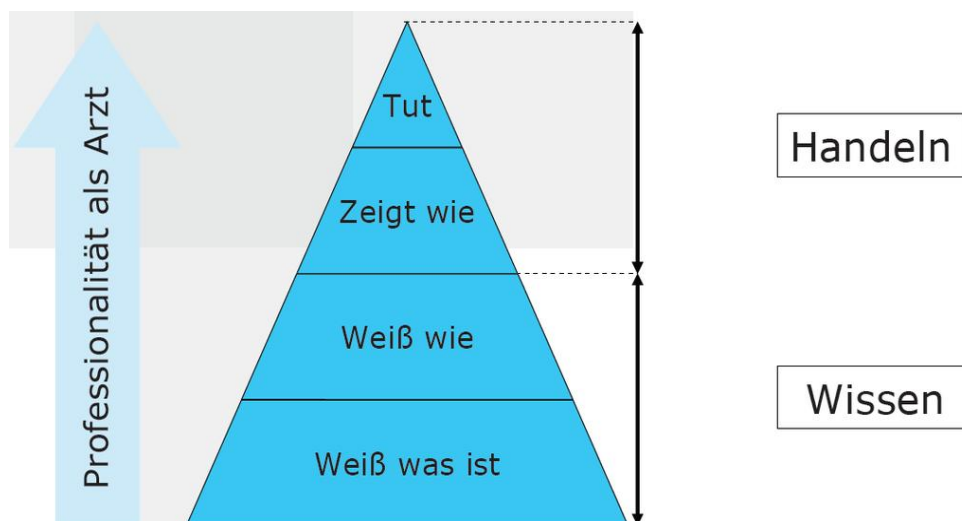 Professionalität als Arzt
Tut
Zeigt wie
Weiß wie
Weiß was ist
Handeln
Wissen